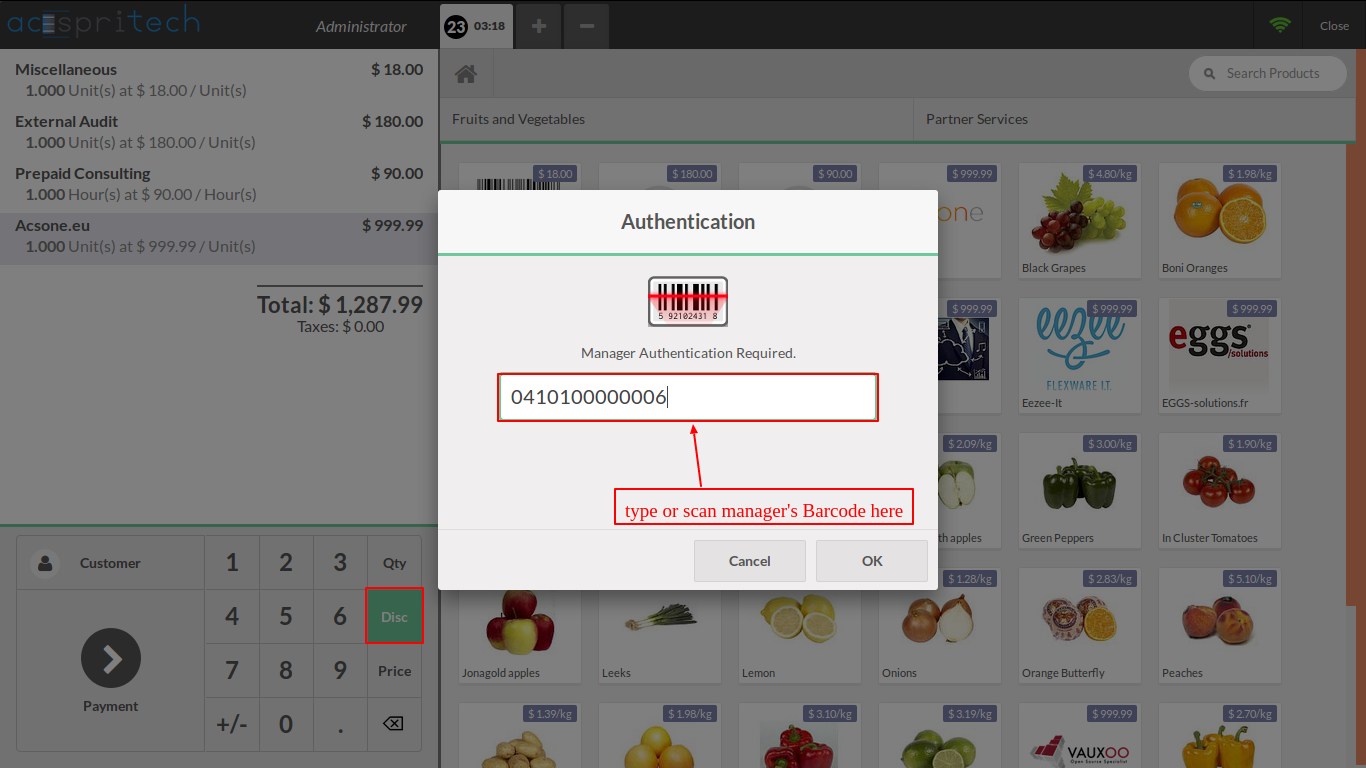 acespritech
Administrator
23 03:18
+
−
Close
Miscellaneous $ 18.00
1.000 Unit(s) at $ 18.00 / Unit(s)
External Audit $ 180.00
1.000 Unit(s) at $ 180.00 / Unit(s)
Prepaid Consulting $ 90.00
1.000 Hour(s) at $ 90.00 / Hour(s)
Acsone.eu $ 999.99
1.000 Unit(s) at $ 999.99 / Unit(s)
Total: $ 1,287.99
Taxes: $ 0.00
Customer
1 2 3 Qty
4 5 6 Disc
7 8 9 Price
+/- 0 .
Payment
Search Products
Fruits and Vegetables Partner Services
$ 18.00 $ 180.00 $ 90.00 $ 999.99 $ 4.80/kg $ 1.98/kg
one
Black Grapes Boni Oranges
Authentication
5 92102431 8
Manager Authentication Required.
0410100000006
type or scan manager's Barcode here
Cancel OK
$ 999.99 $ 999.99 $ 999.99
eezee
FLEXWARE I.T.
eggs
/solutions
Eezee-It EGGS-solutions.fr
$ 2.09/kg $ 3.00/kg $ 1.90/kg
th apples Green Peppers In Cluster Tomatoes
$ 1.28/kg $ 2.83/kg $ 5.10/kg
Jonagold apples Leeks Lemon Onions Orange Butterfly Peaches
$ 1.39/kg $ 1.98/kg $ 3.10/kg $ 3.19/kg $ 999.99 $ 2.70/kg
VAUXOO
Open Source Specialist